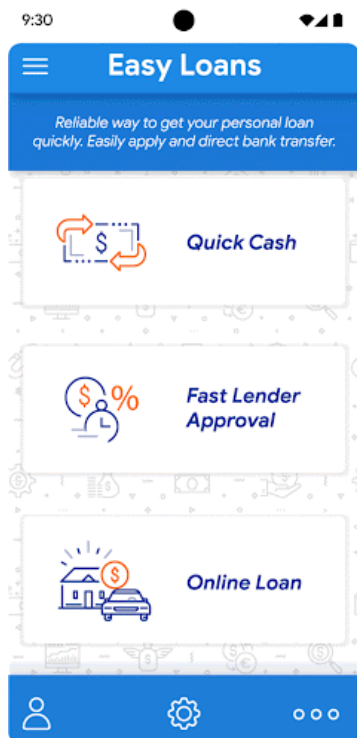 9:30
Easy Loans
Reliable way to get your personal loan
quickly. Easily apply and direct bank transfer.
$
Quick Cash
$ %
Fast Lender
Approval
$
Online Loan